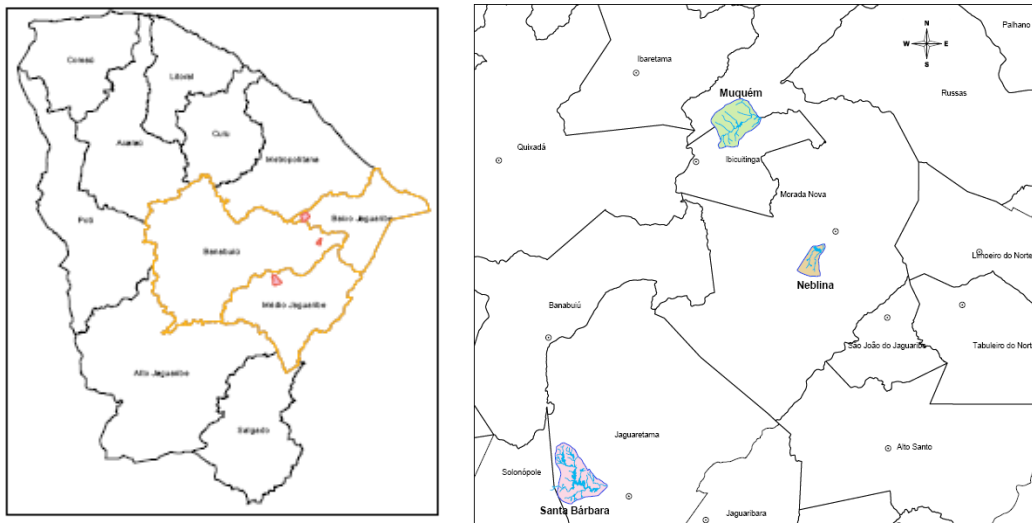 Coreaú
Litoral
Curu
Acaraú
Metropolitana
Poti
Baixo Jaguaribe
Banabuiú
Médio Jaguaribe
Alto Jaguaribe
Salgado
Palhano
N
W E
S
Ibaretama
Muquém
Russas
Quixadá
Ibicuitinga
Morada Nova
Limoeiro do Norte
Neblina
Banabuiú
São João do Jaguaribe
Tabuleiro do Nort
Jaguaretama
Alto Santo
Solonópole
Santa Bárbara
Jaguaribara